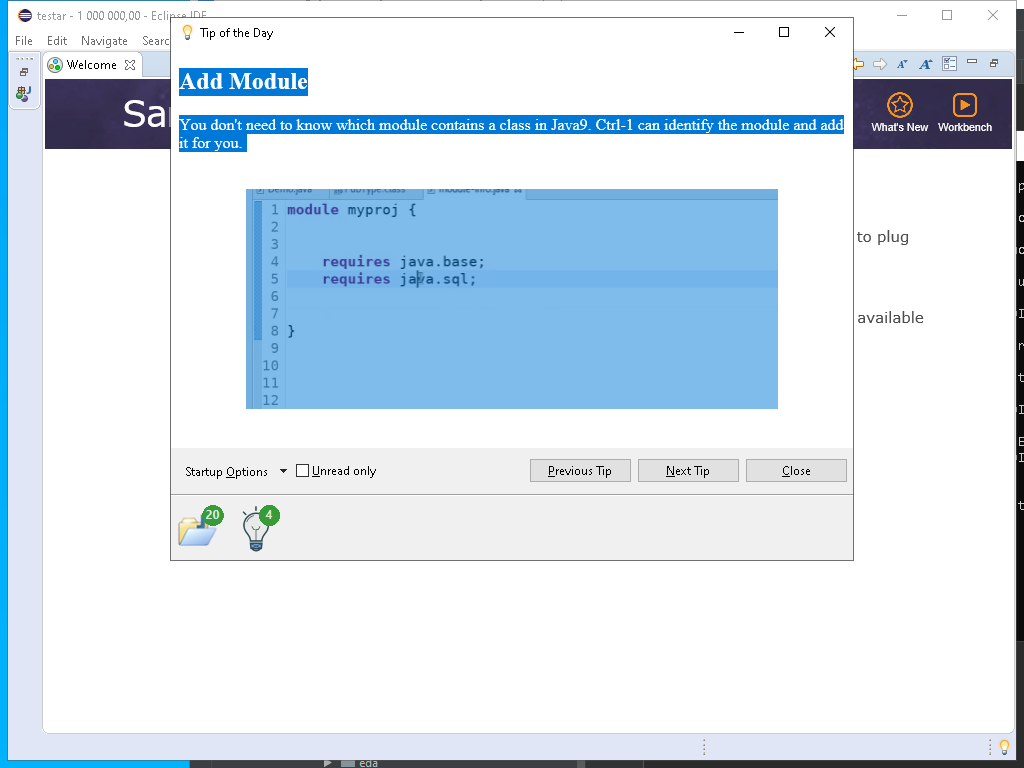 testar - 1 000 000,00 - Eclipse IDE
Tip of the Day
File Edit Navigate Searc
Welcome
Add Module
Sa
What's New Workbench
You don't need to know which module contains a class in Java9. Ctrl-1 can identify the module and add
it for you.
Demo.java PubType.class module-info.java
1 module myproj {
2
3
4 requires java.base;
5 requires java.sql;
6
7
8 }
9
10
11
12
to plug
available
Startup Options Unread only Previous Tip Next Tip Close
20 4
eda